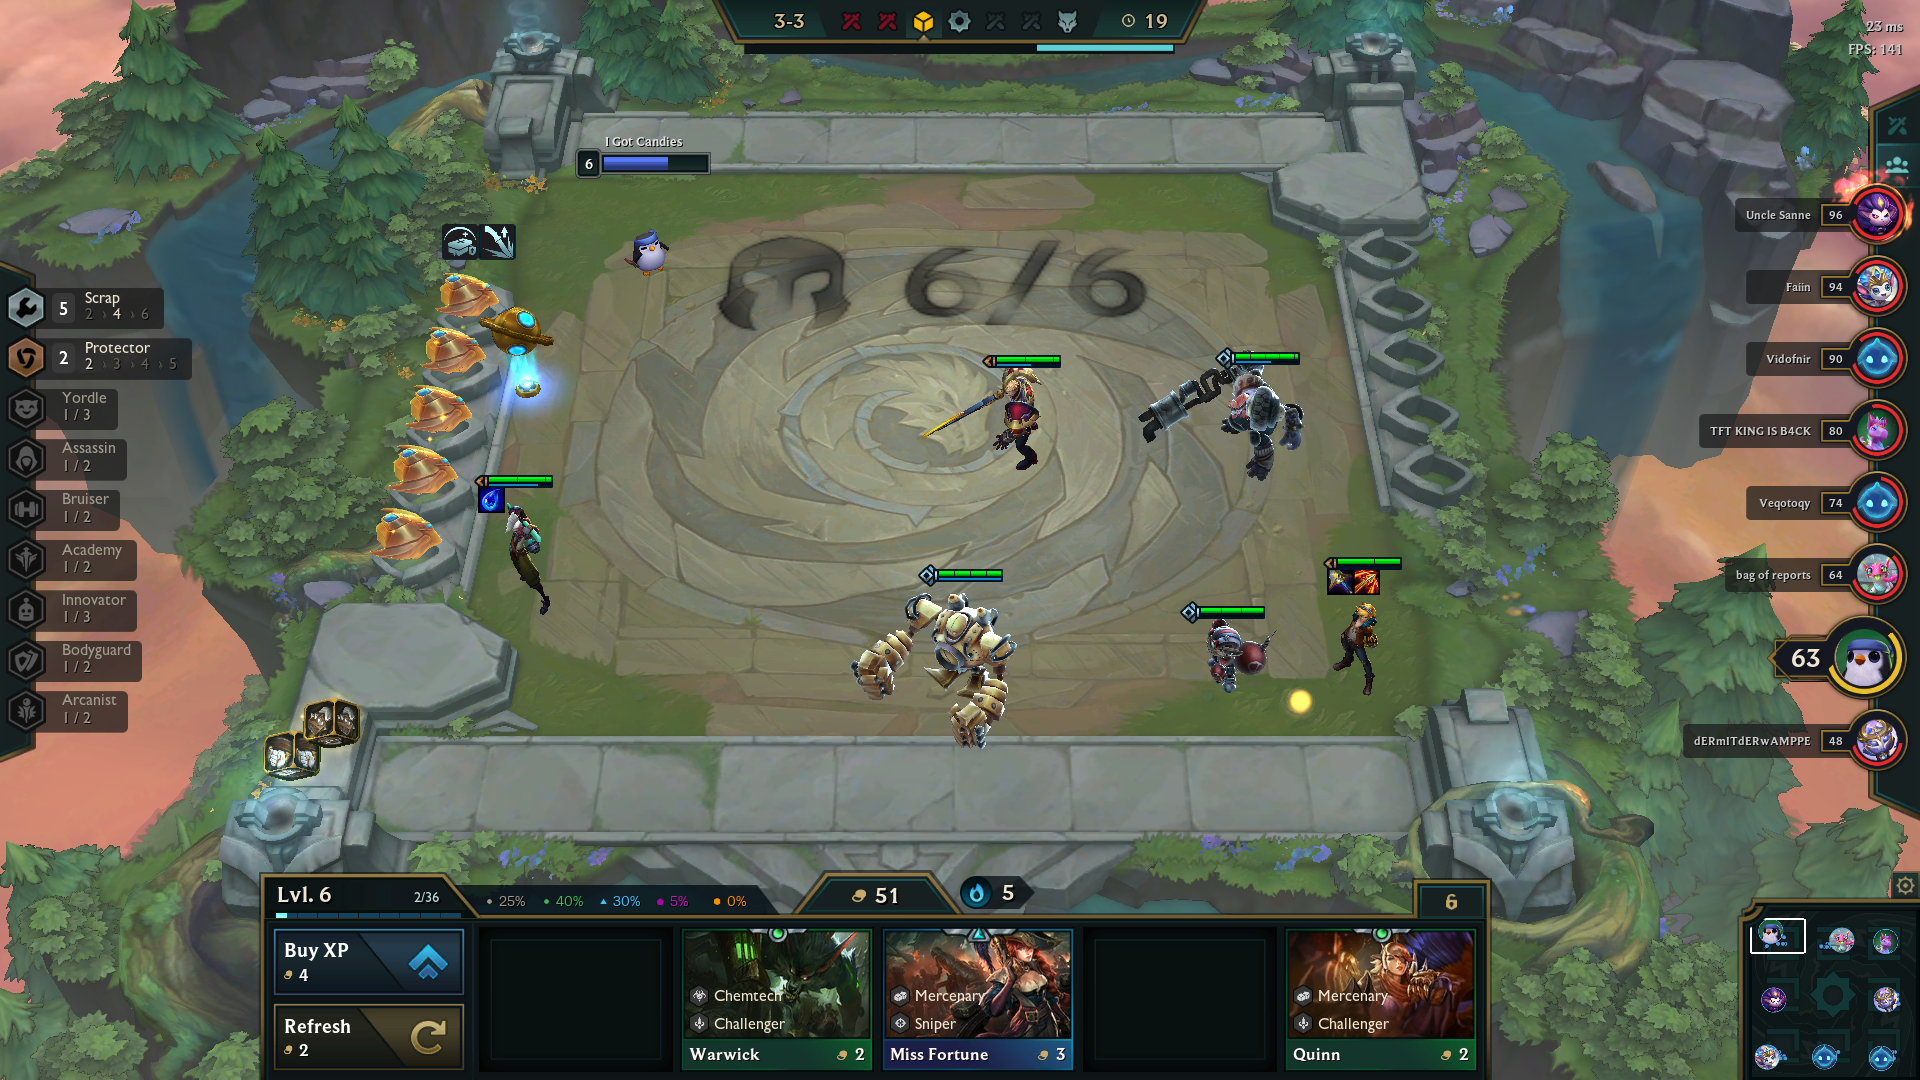 3-3
19
23 ms
FPS: 141
I Got Candies
6
6/6
Uncle Sanne 96
Faiin 94
Vidofnir 90
TFT KING IS B4CK 80
Veqotoqy 74
bag of reports 64
63
dERmITdERwAMPPE 48
5 Scrap
2 › 4 › 6
2 Protector
2 › 3 › 4 › 5
Yordle
1 / 3
Assassin
1 / 2
Bruiser
1 / 2
Academy
1 / 2
Innovator
1 / 3
Bodyguard
1 / 2
Arcanist
1 / 2
Lvl. 6
2/36
25% 40% 30% 5% 0%
51
5
6
Buy XP
4
Refresh
2
Chemtech
Challenger
Warwick 2
Mercenary
Sniper
Miss Fortune 3
Mercenary
Challenger
Quinn 2